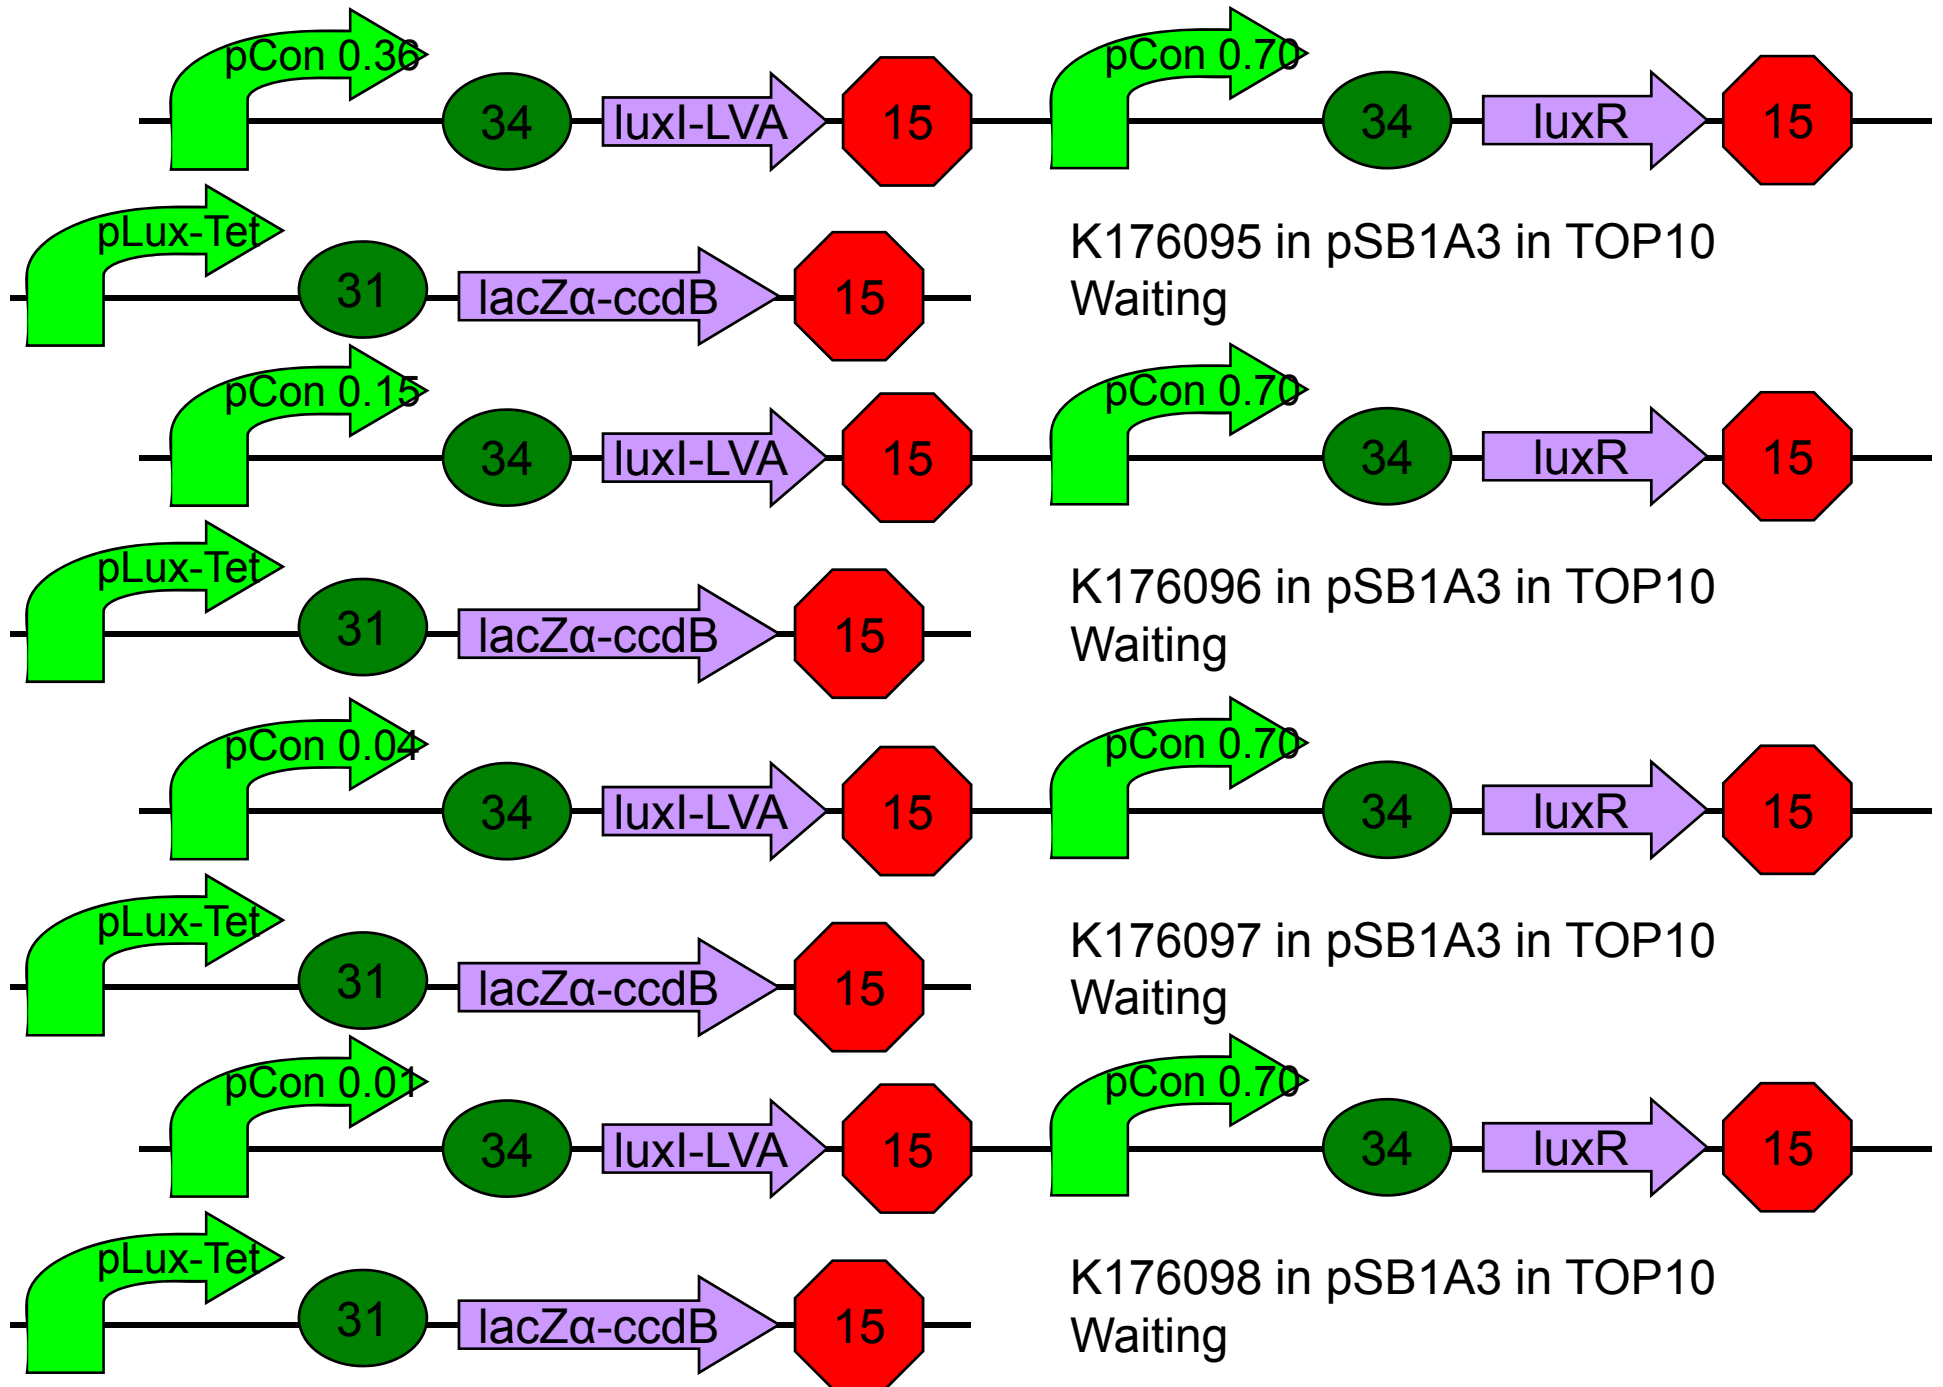 pCon 0.36 34 luxI-LVA 15 pCon 0.70 34 luxR 15
pLux-Tet 31 lacZα-ccdB 15 K176095 in pSB1A3 in TOP10
Waiting
pCon 0.15 34 luxI-LVA 15 pCon 0.70 34 luxR 15
pLux-Tet 31 lacZα-ccdB 15 K176096 in pSB1A3 in TOP10
Waiting
pCon 0.04 34 luxI-LVA 15 pCon 0.70 34 luxR 15
pLux-Tet 31 lacZα-ccdB 15 K176097 in pSB1A3 in TOP10
Waiting
pCon 0.01 34 luxI-LVA 15 pCon 0.70 34 luxR 15
pLux-Tet 31 lacZα-ccdB 15 K176098 in pSB1A3 in TOP10
Waiting